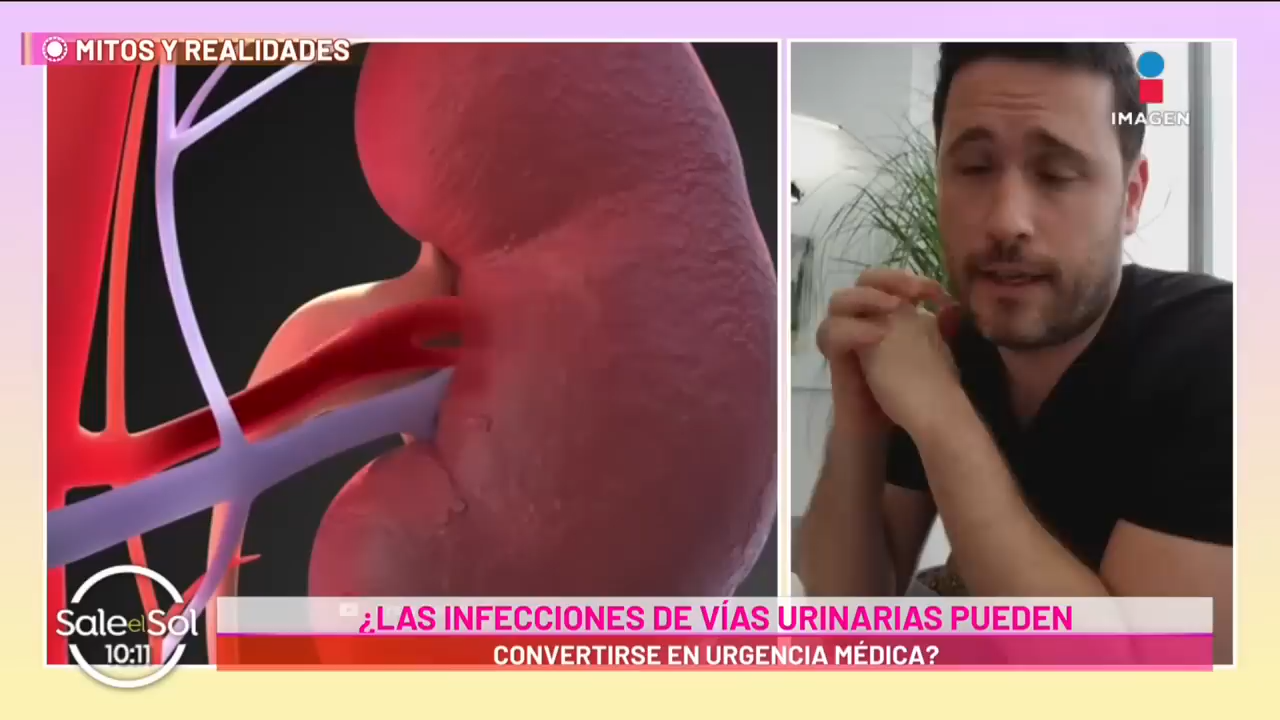 MITOS Y REALIDADES
IMAGEN
Sale el Sol
10:11
¿LAS INFECCIONES DE VÍAS URINARIAS PUEDEN
CONVERTIRSE EN URGENCIA MÉDICA?